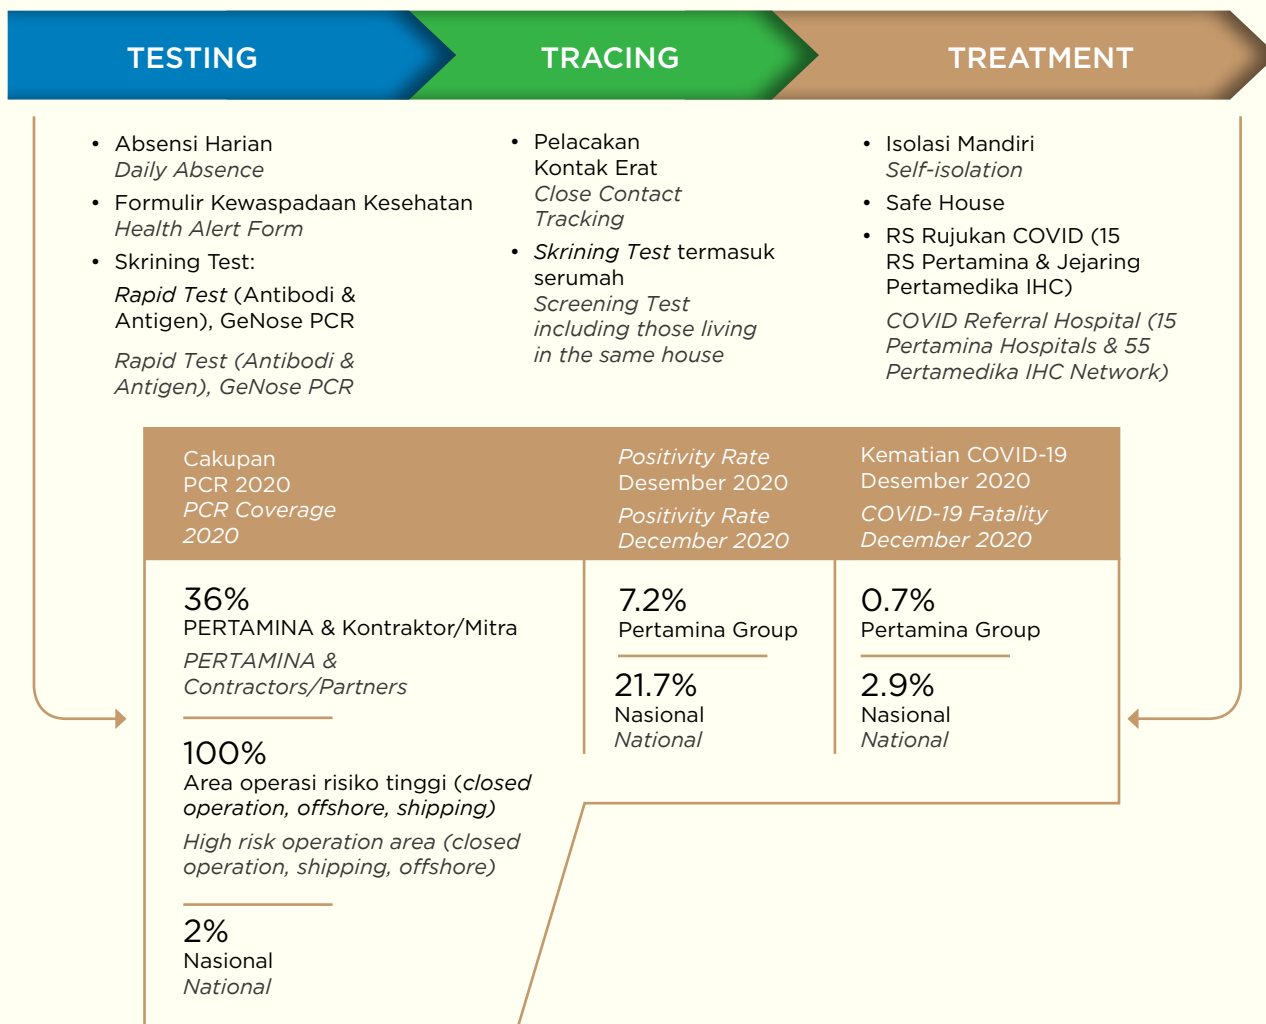 TESTING
TRACING
TREATMENT
• Absensi Harian
Daily Absence
• Formulir Kewaspadaan Kesehatan
Health Alert Form
• Skrining Test:
Rapid Test (Antibodi &
Antigen), GeNose PCR
Rapid Test (Antibodi &
Antigen), GeNose PCR
• Pelacakan
Kontak Erat
Close Contact
Tracking
• Skrining Test termasuk
serumah
Screening Test
including those living
in the same house
• Isolasi Mandiri
Self-isolation
• Safe House
• RS Rujukan COVID (15
RS Pertamina & Jejaring
Pertamedika IHC)
COVID Referral Hospital (15
Pertamina Hospitals & 55
Pertamedika IHC Network)
Cakupan
PCR 2020
PCR Coverage
2020
Positivity Rate
Desember 2020
Positivity Rate
December 2020
Kematian COVID-19
Desember 2020
COVID-19 Fatality
December 2020
36%
PERTAMINA & Kontraktor/Mitra
PERTAMINA &
Contractors/Partners
100%
Area operasi risiko tinggi (closed
operation, offshore, shipping)
High risk operation area (closed
operation, shipping, offshore)
2%
Nasional
National
7.2%
Pertamina Group
21.7%
Nasional
National
0.7%
Pertamina Group
2.9%
Nasional
National